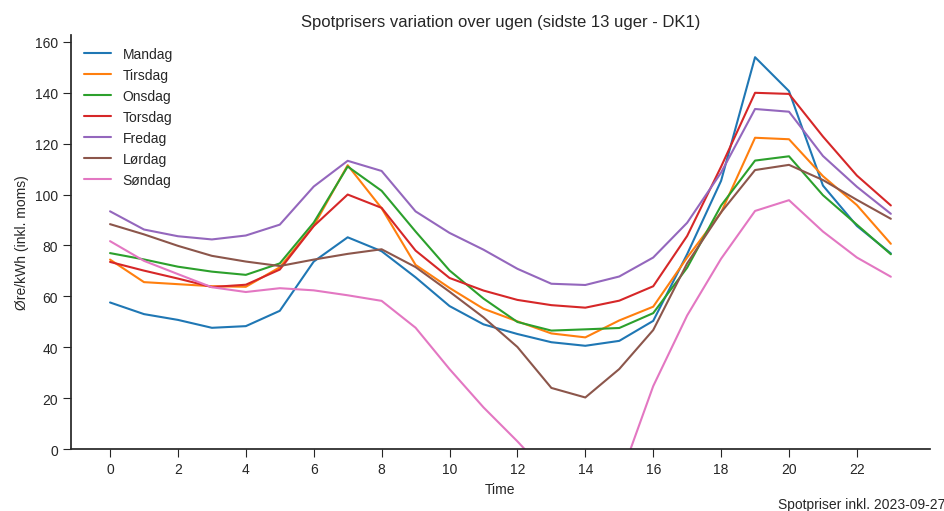 Spotprisers variation over ugen (sidste 13 uger - DK1)
160
140
120
100
80
60
40
20
0
Øre/kWh (inkl. moms)
Mandag
Tirsdag
Onsdag
Torsdag
Fredag
Lørdag
Søndag
0 2 4 6 8 10 12 14 16 18 20 22
Time
Spotpriser inkl. 2023-09-27